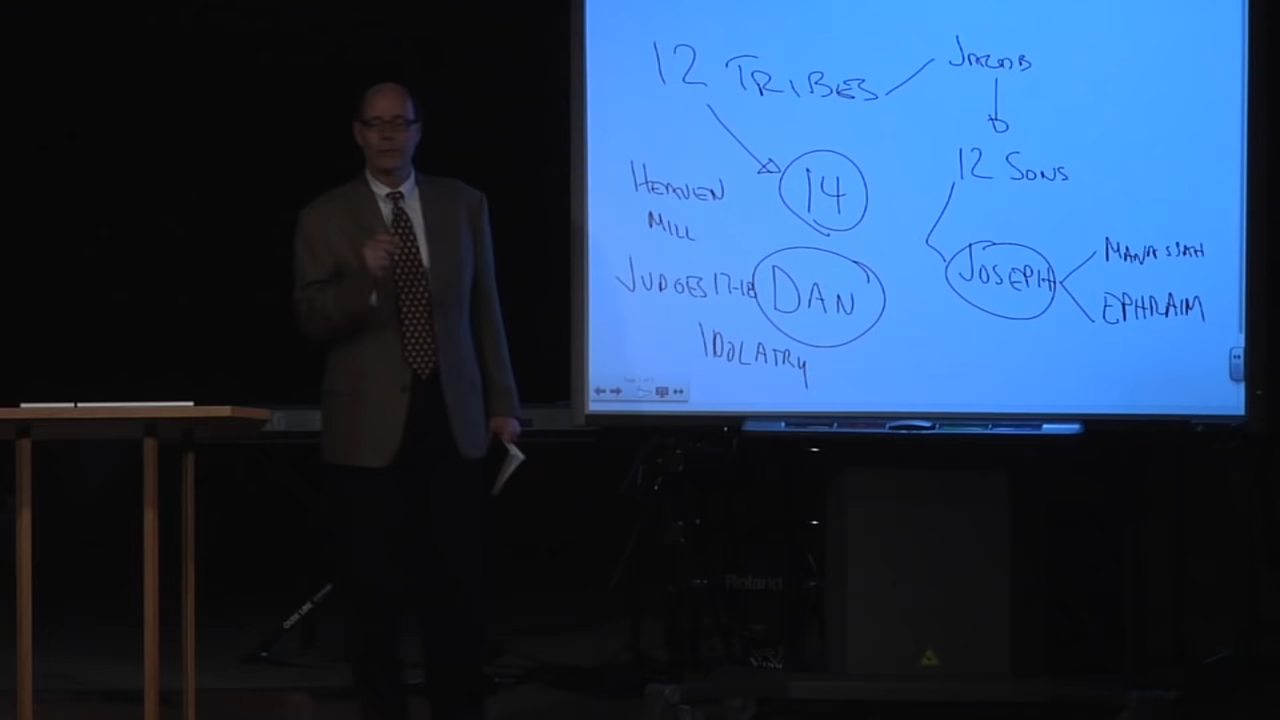 12 TRIBES
JACOB
12 SONS
14
HEAVEN
MILL
JUDGES 17-18
DAN
IDOLATRY
JOSEPH
MANASSAH
EPHRAIM
Roland